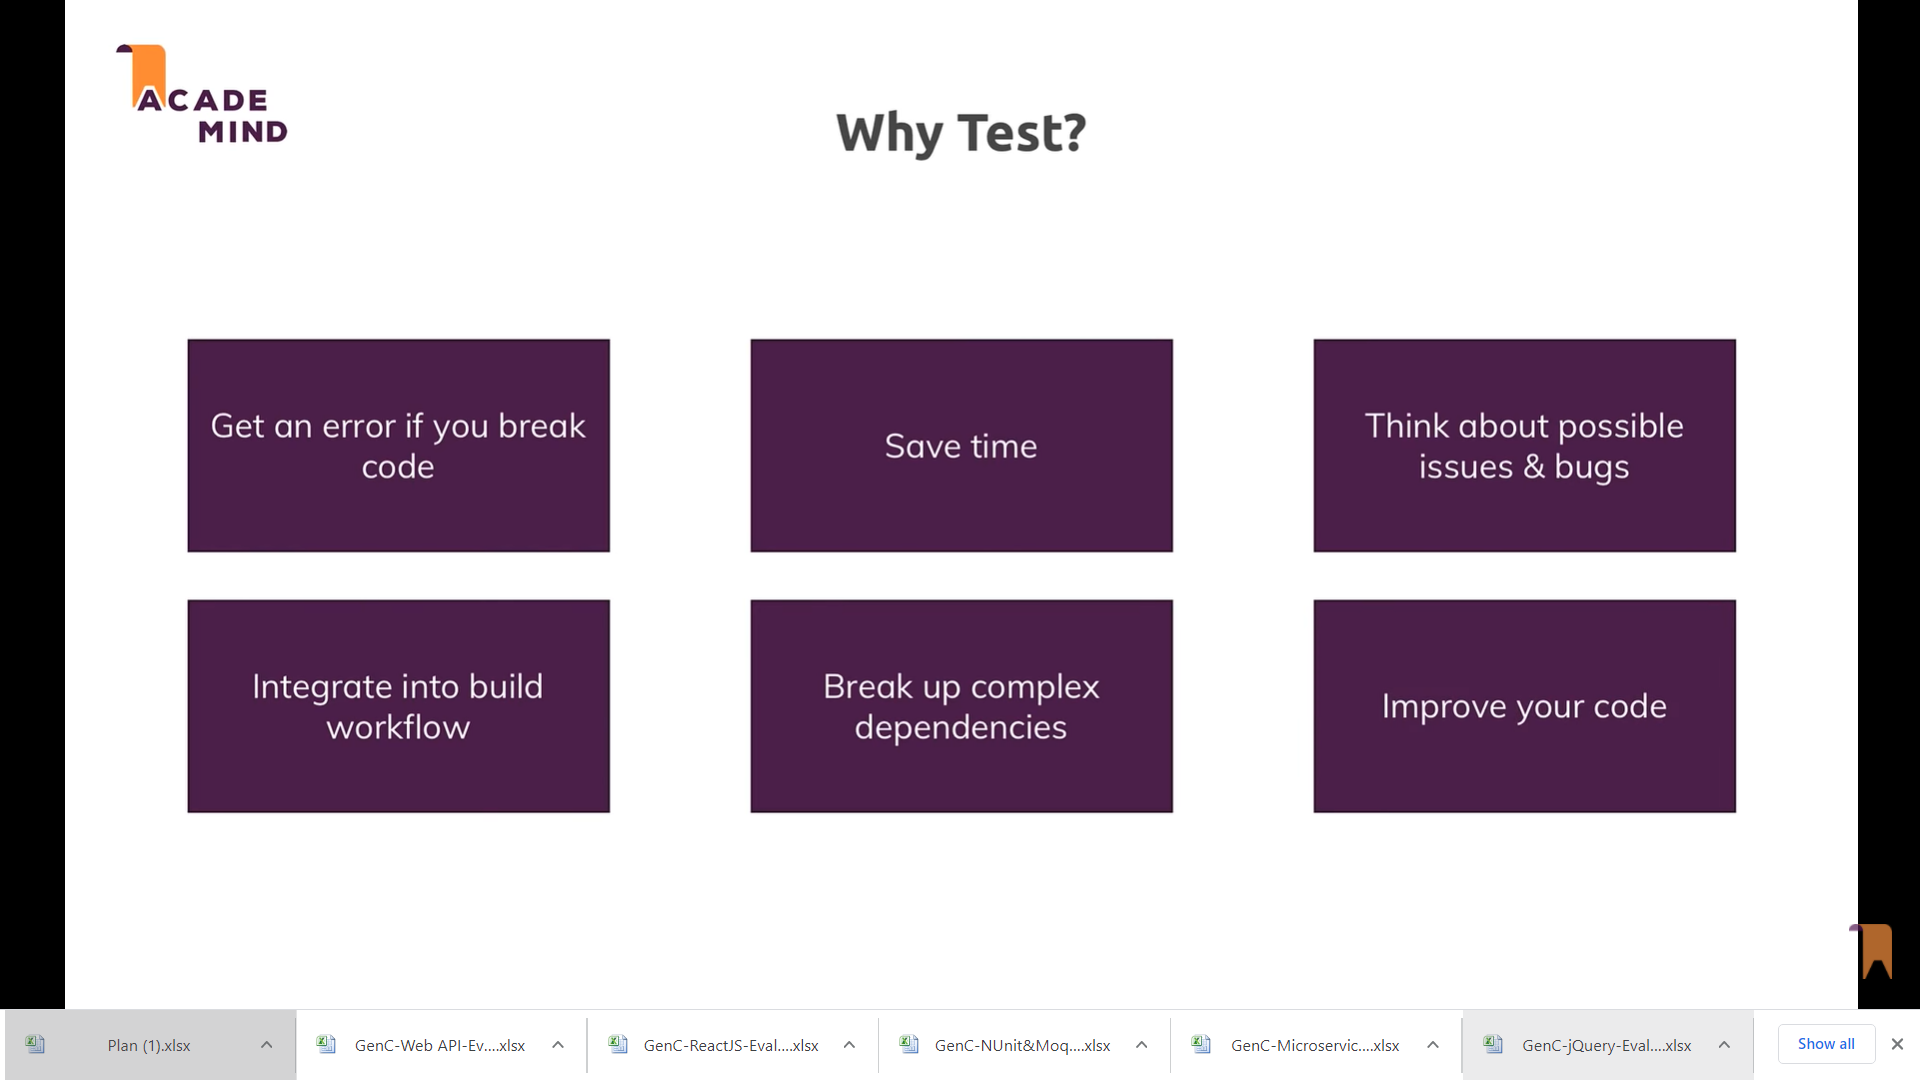 ACADE
MIND
Why Test?
Get an error if you break
code
Save time
Think about possible
issues & bugs
Integrate into build
workflow
Break up complex
dependencies
Improve your code
Plan (1).xlsx
GenC-Web API-Ev....xlsx
GenC-ReactJS-Eval....xlsx
GenC-NUnit&Moq....xlsx
GenC-Microservic....xlsx
GenC-jQuery-Eval....xlsx
Show all